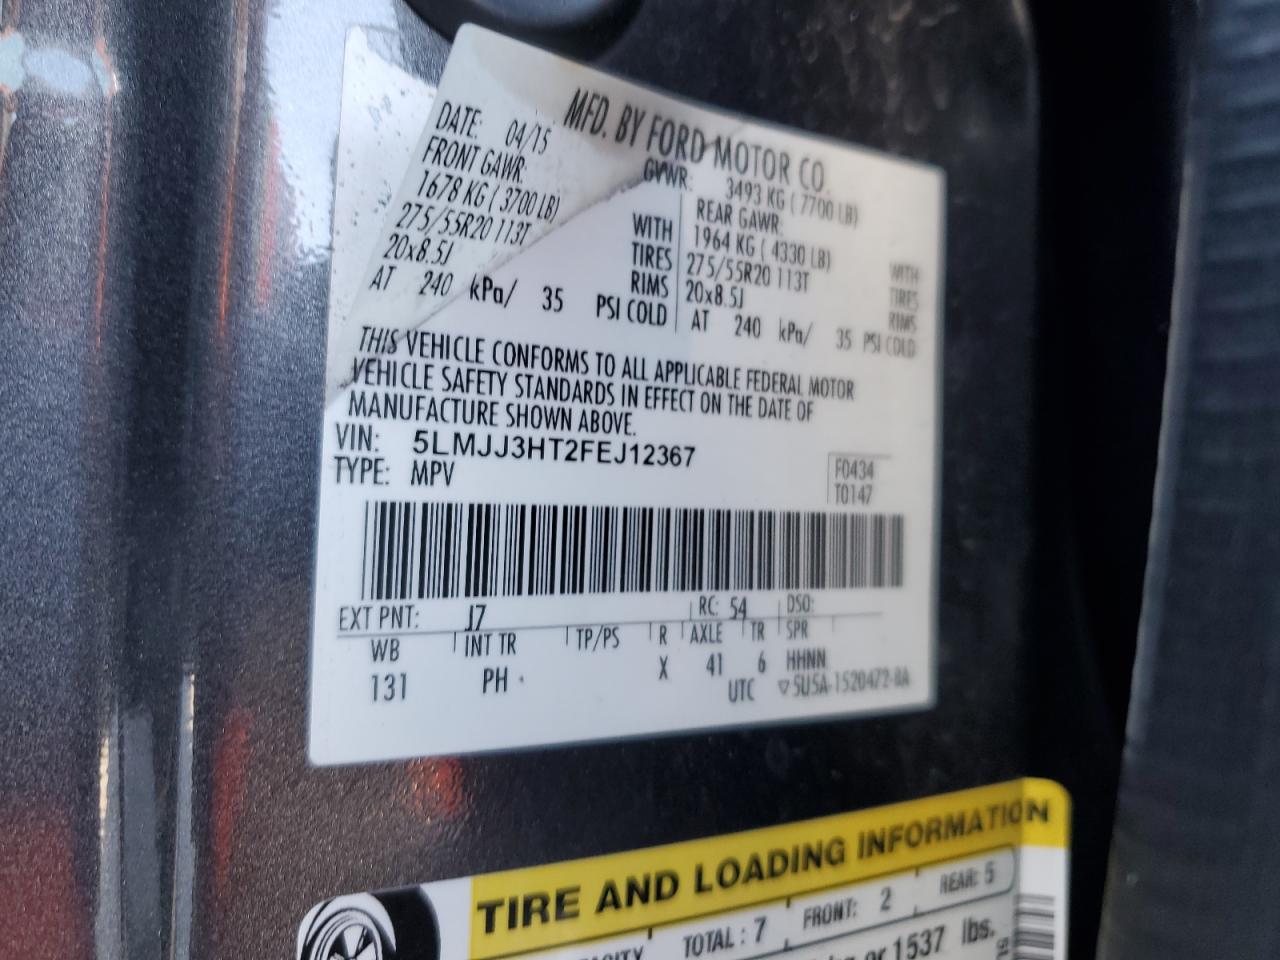 MFD. BY FORD MOTOR CO.
DATE: 04/15 GVWR: 3493 KG ( 7700 LB)
FRONT GAWR: REAR GAWR:
1678 KG ( 3700 LB) WITH 1964 KG ( 4330 LB) WITH
275/55R20 113T TIRES 275/55R20 113T TIRES
20x8.5J RIMS 20x8.5J RIMS
AT 240 kPa/ 35 PSI COLD AT 240 kPa/ 35 PSI COLD
THIS VEHICLE CONFORMS TO ALL APPLICABLE FEDERAL MOTOR
VEHICLE SAFETY STANDARDS IN EFFECT ON THE DATE OF
MANUFACTURE SHOWN ABOVE.
VIN: 5LMJJ3HT2FEJ12367
TYPE: MPV F0434
T0147
EXT PNT: J7 RC: 54 DSO:
WB INT TR TP/PS R AXLE TR SPR
131 PH X 41 6 HHNN
UTC ▽5U5A-1520472-BA
TIRE AND LOADING INFORMATION
TOTAL : 7 FRONT: 2 REAR: 5
or 1537 lbs.